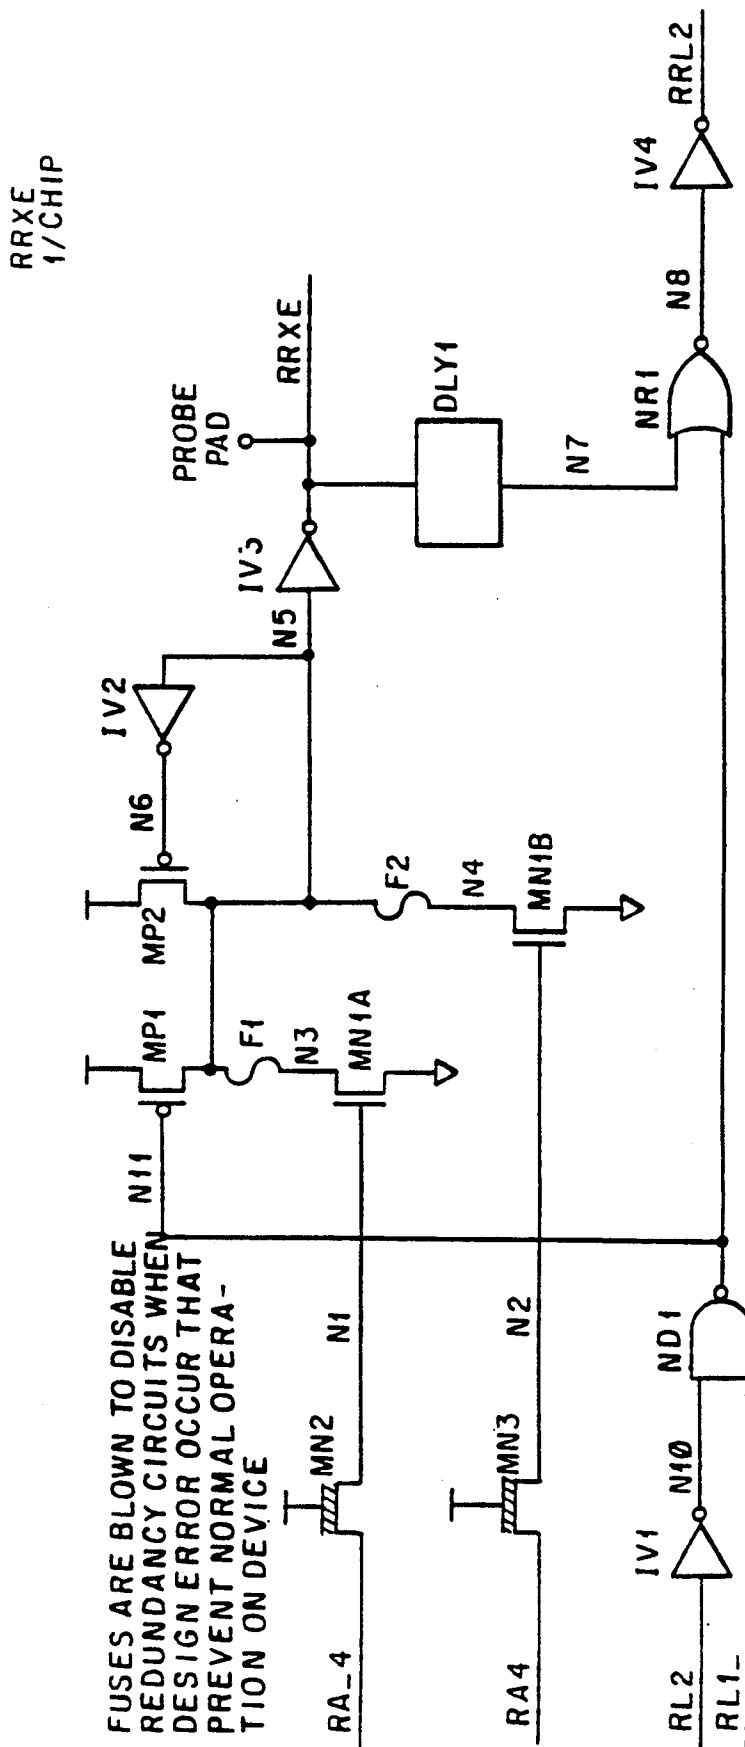 RRXE
1/CHIP
FUSES ARE BLOWN TO DISABLE
REDUNDANCY CIRCUITS WHEN
DESIGN ERROR OCCUR THAT
PREVENT NORMAL OPERA-
TION ON DEVICE
N11
MP1
MP2
N6
IV2
PROBE
PAD
F1
N3
MN1A
N5
IV3
RRXE
RA_4
MN2
N1
F2
N4
MN1B
DLY1
RA4
MN3
N2
N7
RL2
RL1_
IV1
N10
ND1
NR1
N8
IV4
RRL2